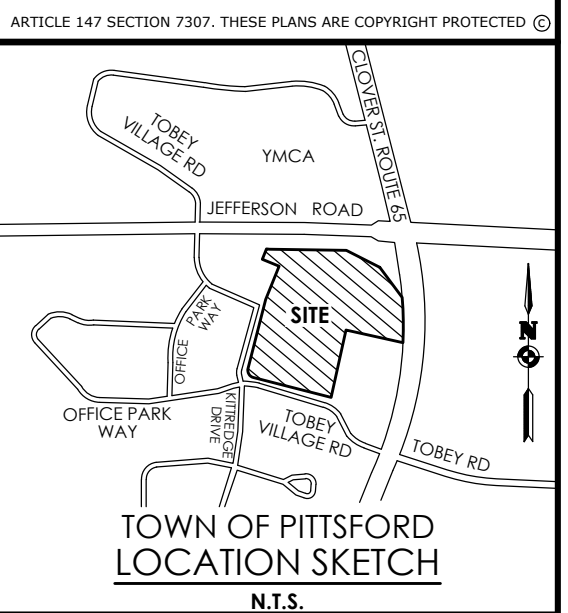 ARTICLE 147 SECTION 7307. THESE PLANS ARE COPYRIGHT PROTECTED ©
CLOVER ST. ROUTE 65
TOBEY
VILLAGE RD
YMCA
JEFFERSON ROAD
SITE
PARK
WAY
OFFICE
N
OFFICE PARK
WAY
KITTREDGE
DRIVE
TOBEY
VILLAGE RD
TOBEY RD
TOWN OF PITTSFORD
LOCATION SKETCH
N.T.S.